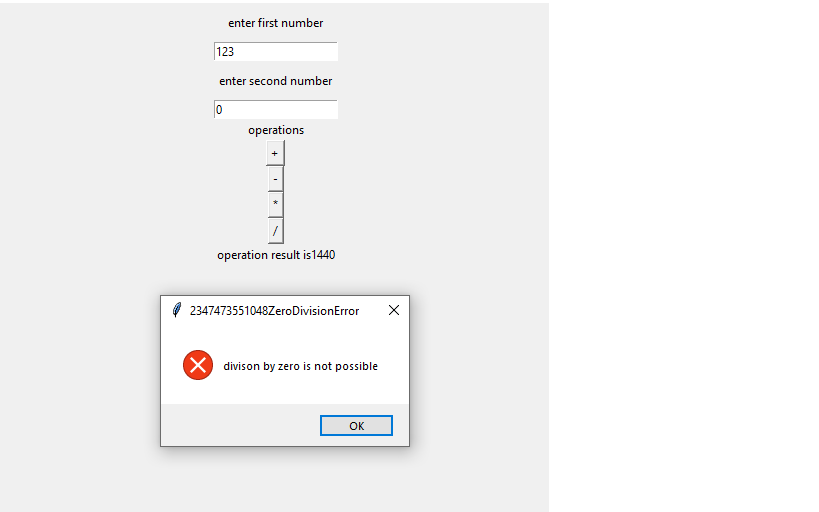 enter first number
123
enter second number
0
operations
+
-
*
/
operation result is1440
2347473551048ZeroDivisionError
divison by zero is not possible
OK